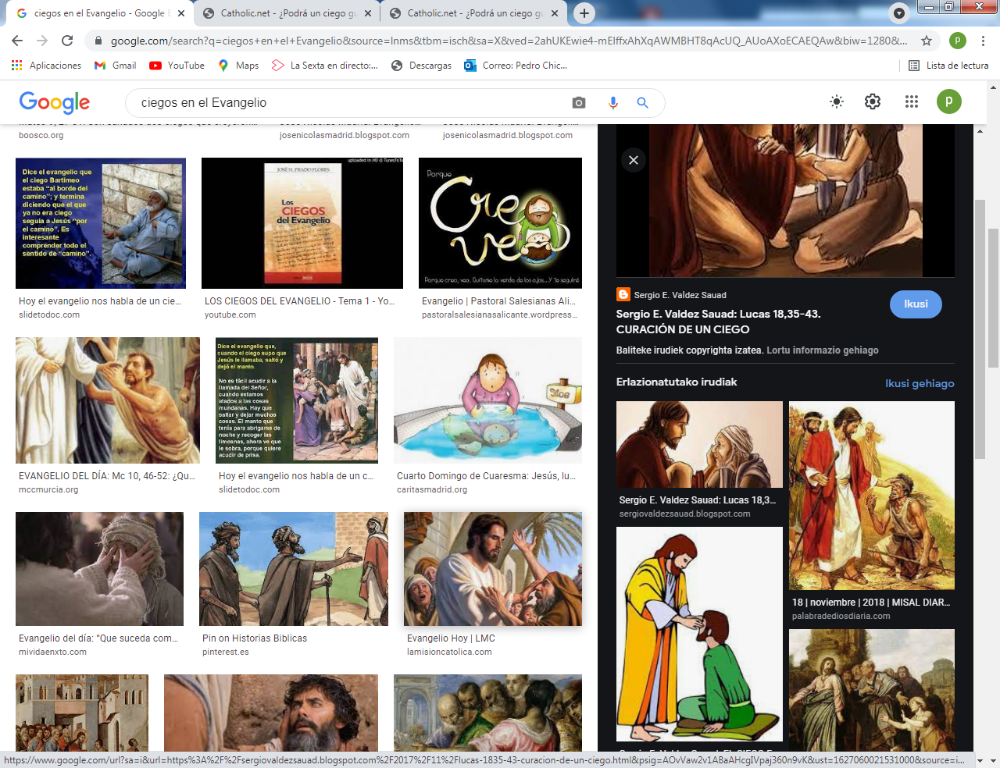 ciegos en el Evangelio - Google B
Catholic.net - ¿Podrá un ciego gu
Catholic.net - ¿Podrá un ciego gu
google.com/search?q=ciegos+en+el+Evangelio&source=lnms&tbm=isch&sa=X&ved=2ahUKEwie4-mEIffxAhXqAWMBHT8qAcUQ_AUoAXoECAEQAw&biw=1280&...
p
Aplicaciones
Gmail
YouTube
Maps
La Sexta en directo:...
Descargas
Correo: Pedro Chic...
Lista de lectura
Google
ciegos en el Evangelio
p
boosco.org
josenicolasmadrid.blogspot.com
josenicolasmadrid.blogspot.com
Dice el evangelio que
el ciego Bartimeo
estaba “al borde del
camino”; y termina
diciendo que el que
ya no era ciego
seguía a Jesús “por
el camino”. Es
interesante
comprender todo el
sentido de “camino”.
Hoy el evangelio nos habla de un cie...
slidetodoc.com
uploaded in HD @ TunesToTu
JOSÉ H. PRADO FLORES
Los
CIEGOS
del Evangelio
LOS CIEGOS DEL EVANGELIO - Tema 1 - Yo...
youtube.com
Porque
Creo
veo
Porque creo, veo. Quítame la venda de los ojos...Y te seguiré
Evangelio | Pastoral Salesianas Ali...
pastoralsalesianasalicante.wordpress...
EVANGELIO DEL DÍA: Mc 10, 46-52: ¿Qu...
mccmurcia.org
Dice el evangelio que,
cuando el ciego supo que
Jesús le llamaba, saltó y
dejó el manto.
No es fácil acudir a la
llamada del Señor,
cuando estamos
atados a las cosas
mundanas. Hay que
saltar y dejar muchas
cosas. El manto que
tenía para abrigarse de
noche y recoger las
limosnas, ahora ve que
le sobra, porque quiere
acudir de prisa.
Hoy el evangelio nos habla de un c...
slidetodoc.com
Siloe
Cuarto Domingo de Cuaresma: Jesús, lu...
caritasmadrid.org
Evangelio del día: “Que suceda com...
mividaenxto.com
Pin on Historias Biblicas
pinterest.es
Evangelio Hoy | LMC
lamisioncatolica.com
Sergio E. Valdez Sauad
Ikusi
Sergio E. Valdez Sauad: Lucas 18,35-43.
CURACIÓN DE UN CIEGO
Baliteke irudiek copyrighta izatea. Lortu informazio gehiago
Erlazionatutako irudiak
Ikusi gehiago
Sergio E. Valdez Sauad: Lucas 18,3...
sergiovaldezsauad.blogspot.com
18 | noviembre | 2018 | MISAL DIAR...
palabradediosdiaria.com
https://www.google.com/url?sa=i&url=https%3A%2F%2Fsergiovaldezsauad.blogspot.com%2F2017%2F11%2Flucas-1835-43-curacion-de-un-ciego.html&psig=AOvVaw2v1ABaAHcgIVpaj360n9vK&ust=1627060021531000&source=i...